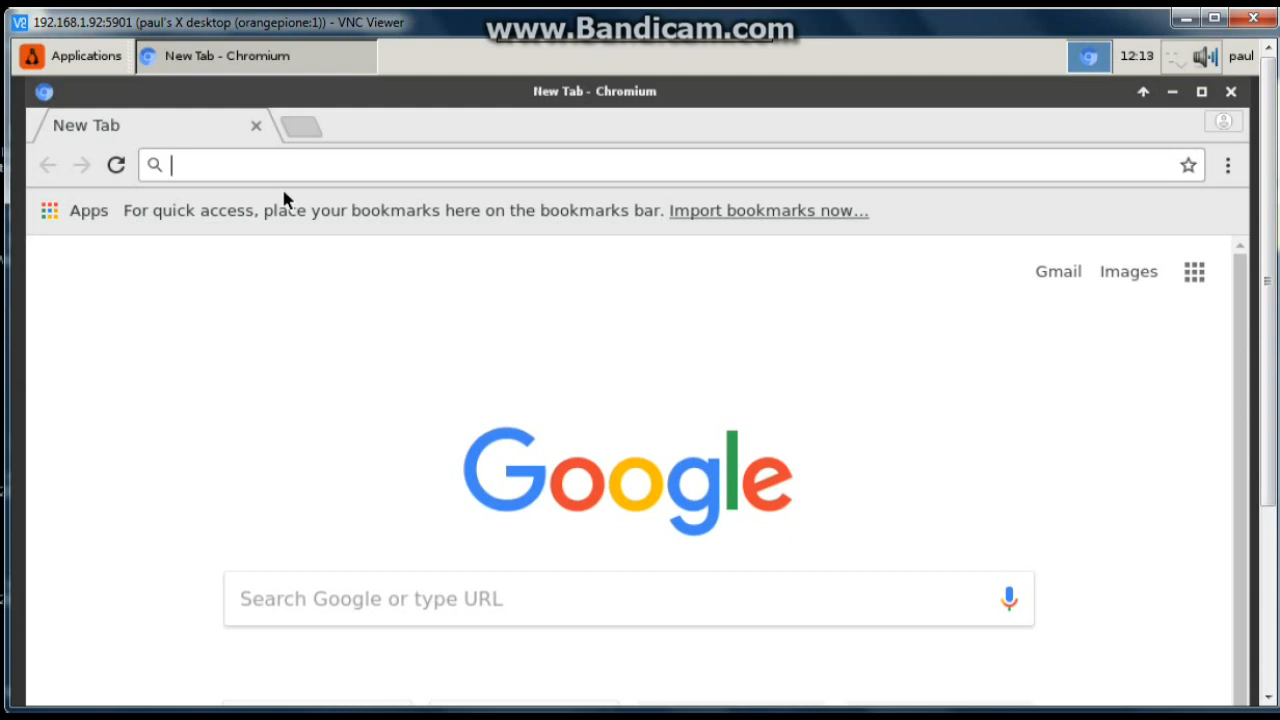 192.168.1.92:5901 (paul's X desktop (orangepione:1)) - VNC Viewer
www.Bandicam.com
Applications
New Tab - Chromium
12:13
paul
New Tab - Chromium
New Tab
Apps
For quick access, place your bookmarks here on the bookmarks bar. Import bookmarks now...
Gmail
Images
Google
Search Google or type URL